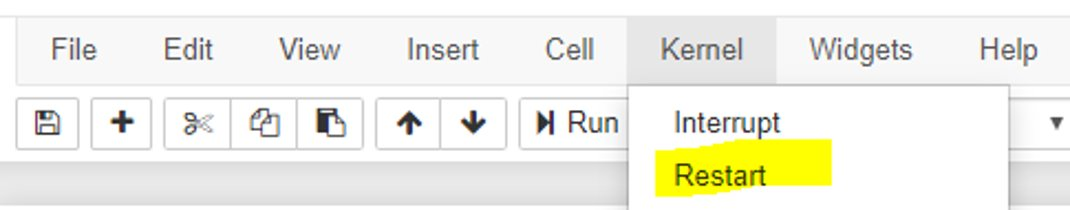 File Edit View Insert Cell Kernel Widgets Help
Run
Interrupt
Restart